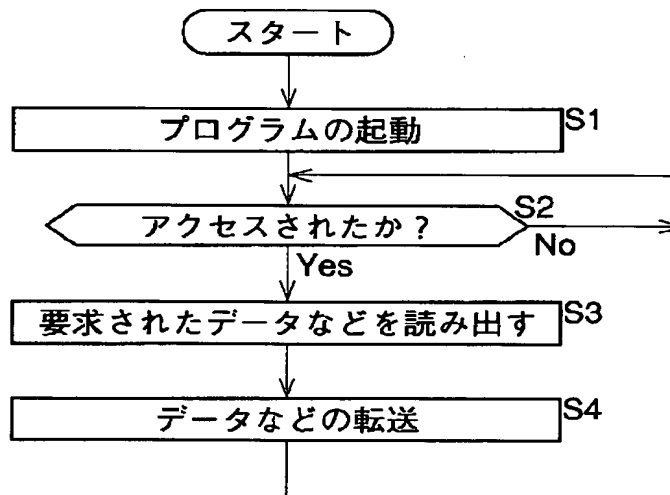 スタート
プログラムの起動
S1
アクセスされたか？
S2
No
Yes
要求されたデータなどを読み出す
S3
データなどの転送
S4